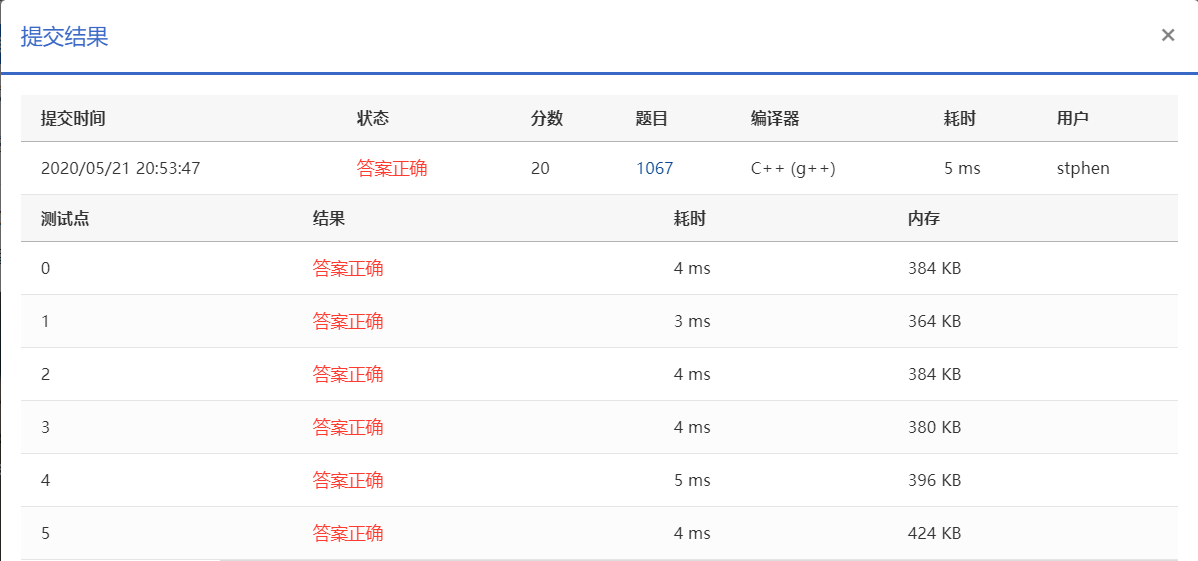 提交结果
×
提交时间 状态 分数 题目 编译器 耗时 用户
2020/05/21 20:53:47 答案正确 20 1067 C++ (g++) 5 ms stphen
测试点 结果 耗时 内存
0 答案正确 4 ms 384 KB
1 答案正确 3 ms 364 KB
2 答案正确 4 ms 384 KB
3 答案正确 4 ms 380 KB
4 答案正确 5 ms 396 KB
5 答案正确 4 ms 424 KB